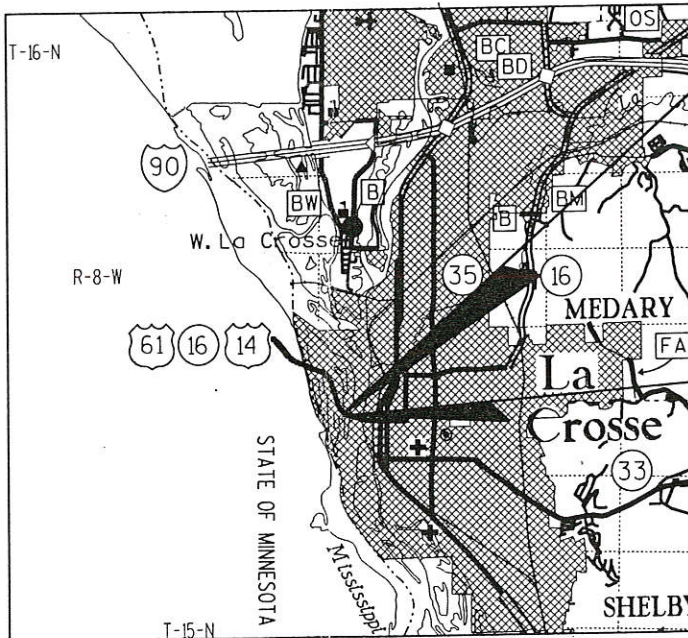 OS
T-16-N
BC
BD
90
BW
B
B
BM
W. La Crosse
R-8-W
35
16
MEDARY
61 16 14
FA
La
Crosse
33
STATE OF MINNESOTA
Mississippi
SHELBY
T-15-N